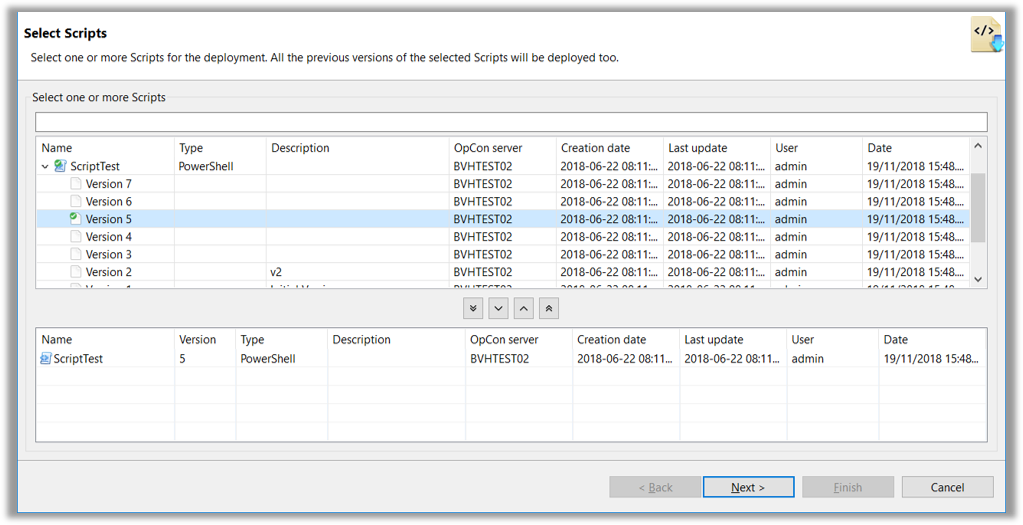 Select Scripts
</>
Select one or more Scripts for the deployment. All the previous versions of the selected Scripts will be deployed too.
Select one or more Scripts
Name Type Description OpCon server Creation date Last update User Date
ScriptTest PowerShell BVHTEST02 2018-06-22 08:11:... 2018-06-22 08:11:... admin 19/11/2018 15:48....
Version 7 BVHTEST02 2018-06-22 08:11:... 2018-06-22 08:11:... admin 19/11/2018 15:48....
Version 6 BVHTEST02 2018-06-22 08:11:... 2018-06-22 08:11:... admin 19/11/2018 15:48....
Version 5 BVHTEST02 2018-06-22 08:11:... 2018-06-22 08:11:... admin 19/11/2018 15:48....
Version 4 BVHTEST02 2018-06-22 08:11:... 2018-06-22 08:11:... admin 19/11/2018 15:48....
Version 3 BVHTEST02 2018-06-22 08:11:... 2018-06-22 08:11:... admin 19/11/2018 15:48....
Version 2 v2 BVHTEST02 2018-06-22 08:11:... 2018-06-22 08:11:... admin 19/11/2018 15:48....
Name Version Type Description OpCon server Creation date Last update User Date
ScriptTest 5 PowerShell BVHTEST02 2018-06-22 08:11... 2018-06-22 08:11... admin 19/11/2018 15:48...
< Back Next > Finish Cancel